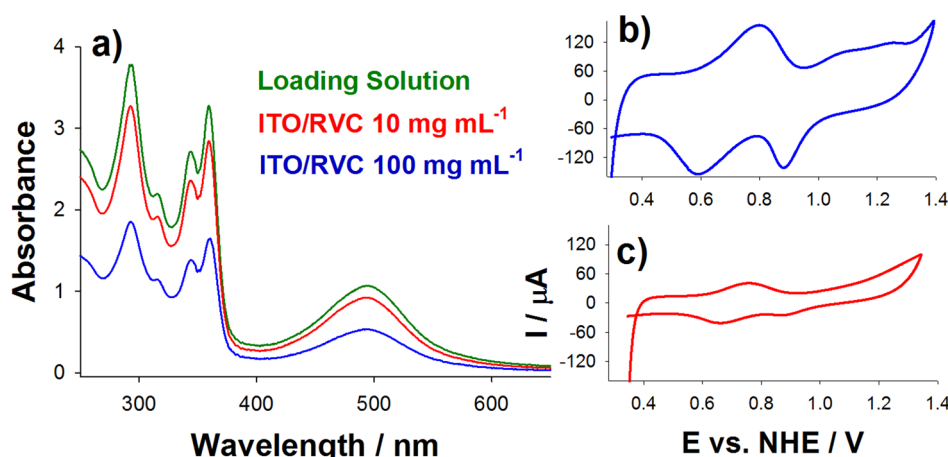 a)
Loading Solution
ITO/RVC 10 mg mL⁻¹
ITO/RVC 100 mg mL⁻¹
Absorbance
4
3
2
1
0
300 400 500 600
Wavelength / nm
b)
120
60
0
-60
-120
0.4 0.6 0.8 1.0 1.2 1.4
c)
I / µA
120
60
0
-60
-120
0.4 0.6 0.8 1.0 1.2 1.4
E vs. NHE / V